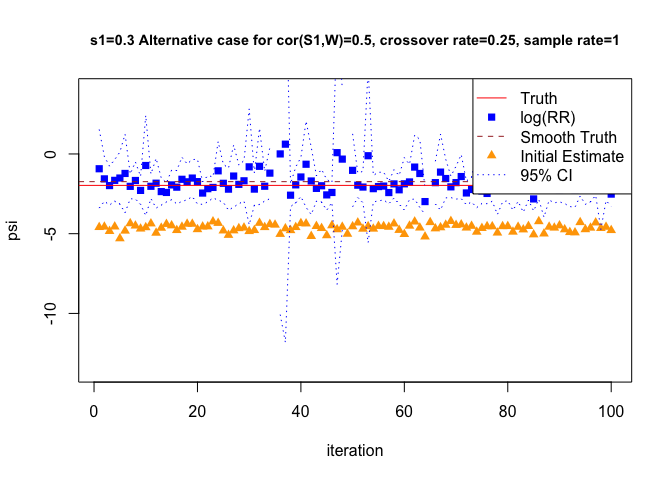 s1=0.3 Alternative case for cor(S1,W)=0.5, crossover rate=0.25, sample rate=1
Truth
log(RR)
Smooth Truth
Initial Estimate
95% CI
psi
0
-5
-10
0 20 40 60 80 100
iteration